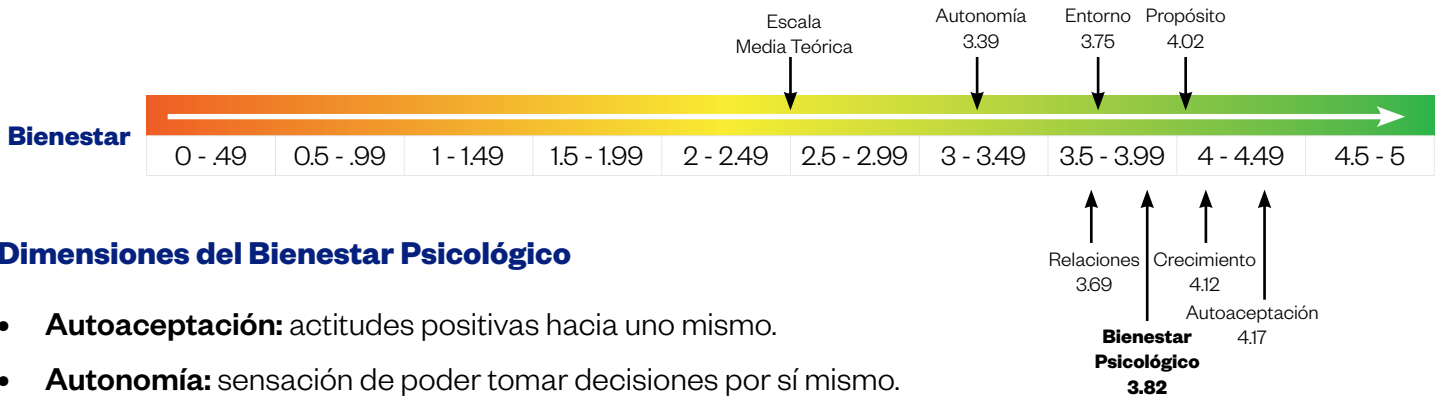 Escala
Media Teórica
Autonomía
3.39
Entorno
3.75
Propósito
4.02
Bienestar
0 - .49
0.5 - .99
1 - 1.49
1.5 - 1.99
2 - 2.49
2.5 - 2.99
3 - 3.49
3.5 - 3.99
4 - 4.49
4.5 - 5
Relaciones
3.69
Crecimiento
4.12
Autoaceptación
4.17
Bienestar
Psicológico
3.82
Dimensiones del Bienestar Psicológico
• Autoaceptación: actitudes positivas hacia uno mismo.
• Autonomía: sensación de poder tomar decisiones por sí mismo.